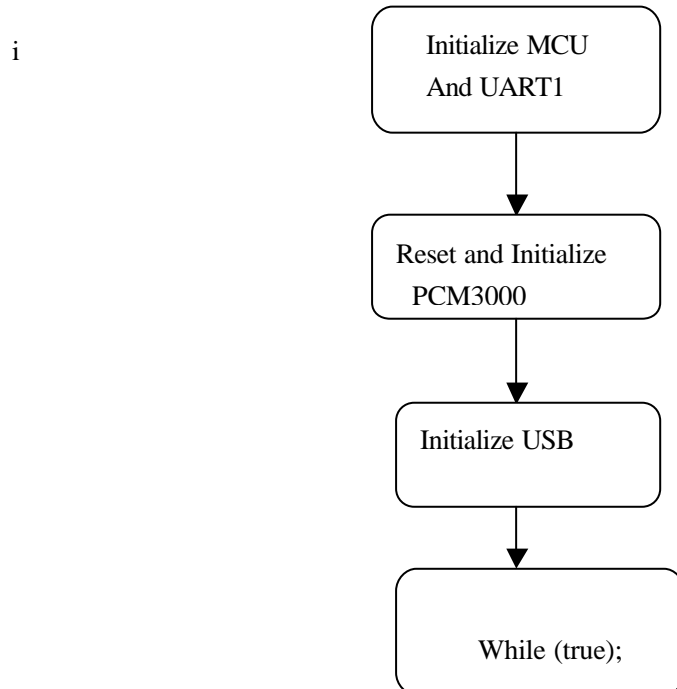 i
Initialize MCU
And UART1
Reset and Initialize
PCM3000
Initialize USB
While (true);